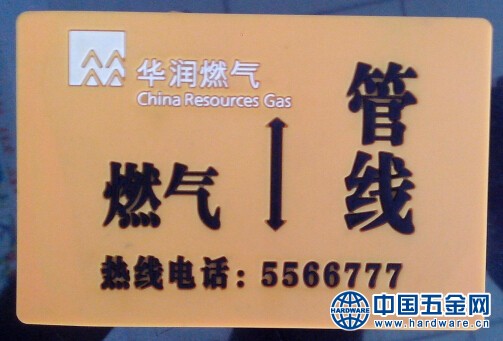 华润燃气
China Resources Gas
燃气
管线
热线电话：5566777
HARDWARE
中国五金网
www.hardware.cn